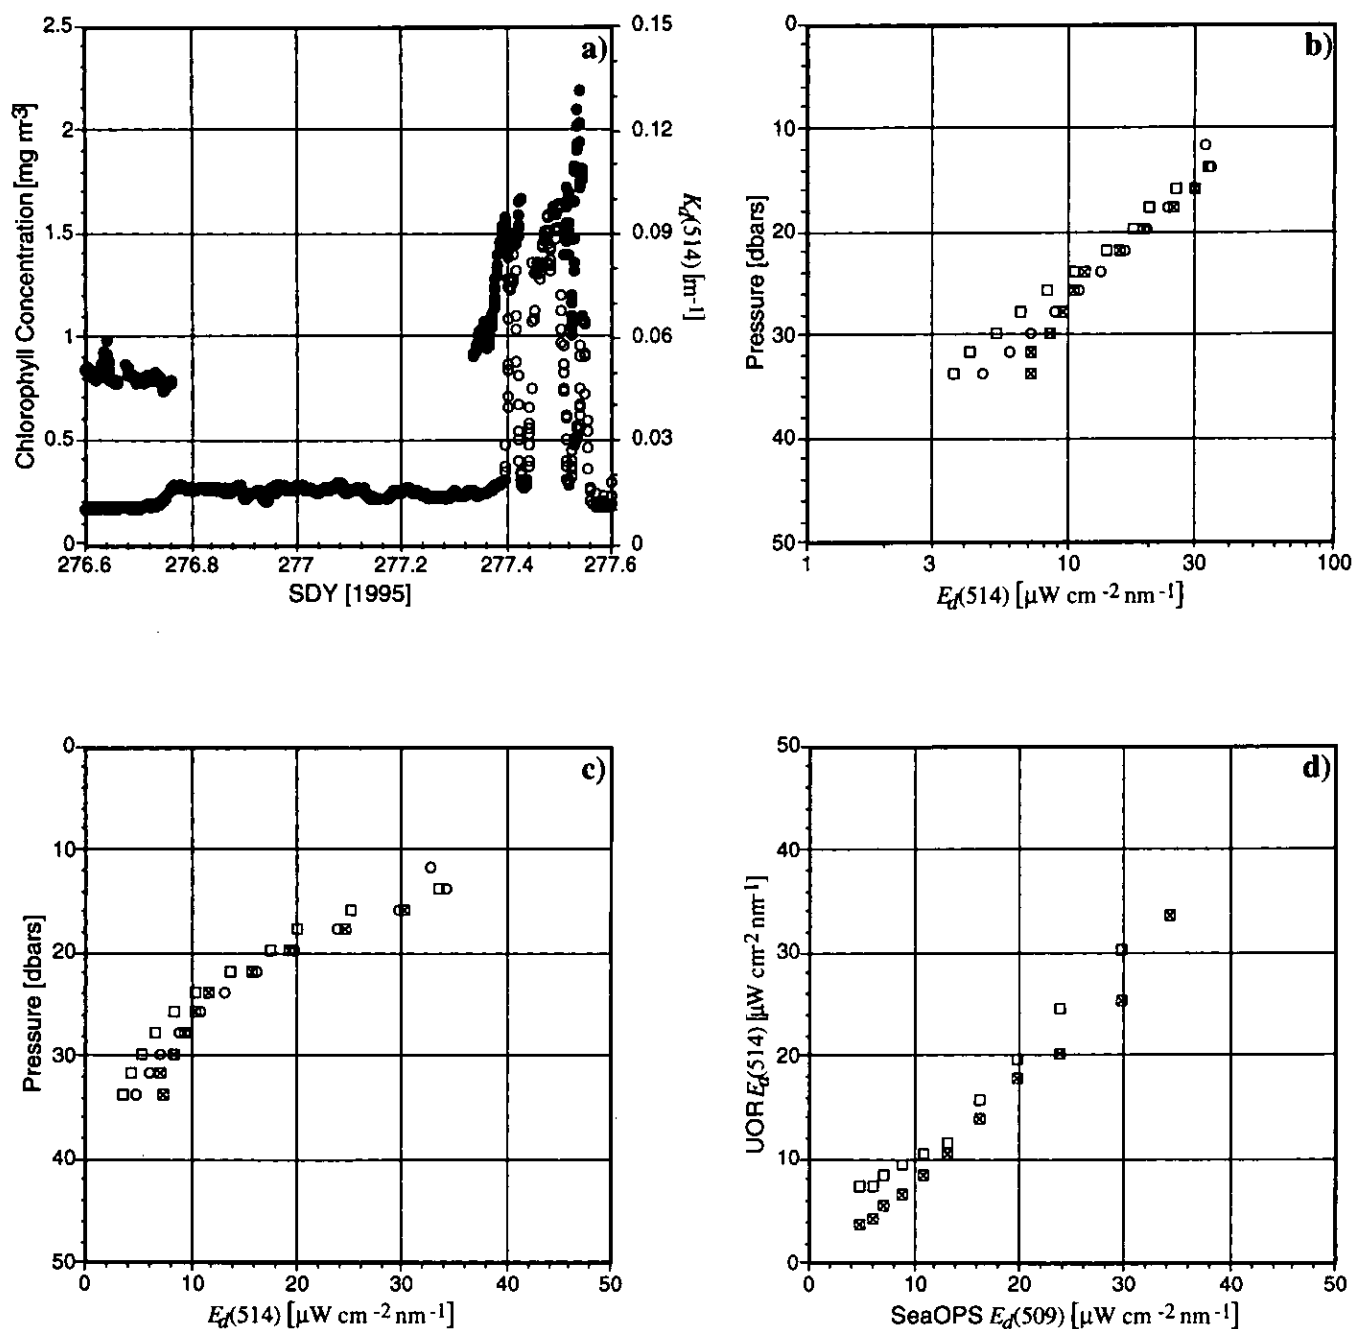 a)
2.5
2
1.5
1
0.5
0
Chlorophyll Concentration [mg m-3]
0.15
0.12
0.09
0.06
0.03
0
Kd(514) [m-1]
276.6 276.8 277 277.2 277.4 277.6
SDY [1995]
b)
0
10
20
30
40
50
Pressure [dbars]
1 3 10 30 100
Ed(514) [µW cm-2 nm-1]
c)
0
10
20
30
40
50
Pressure [dbars]
0 10 20 30 40 50
Ed(514) [µW cm-2 nm-1]
d)
50
40
30
20
10
0
UOR Ed(514) [µW cm-2 nm-1]
0 10 20 30 40 50
SeaOPS Ed(509) [µW cm-2 nm-1]